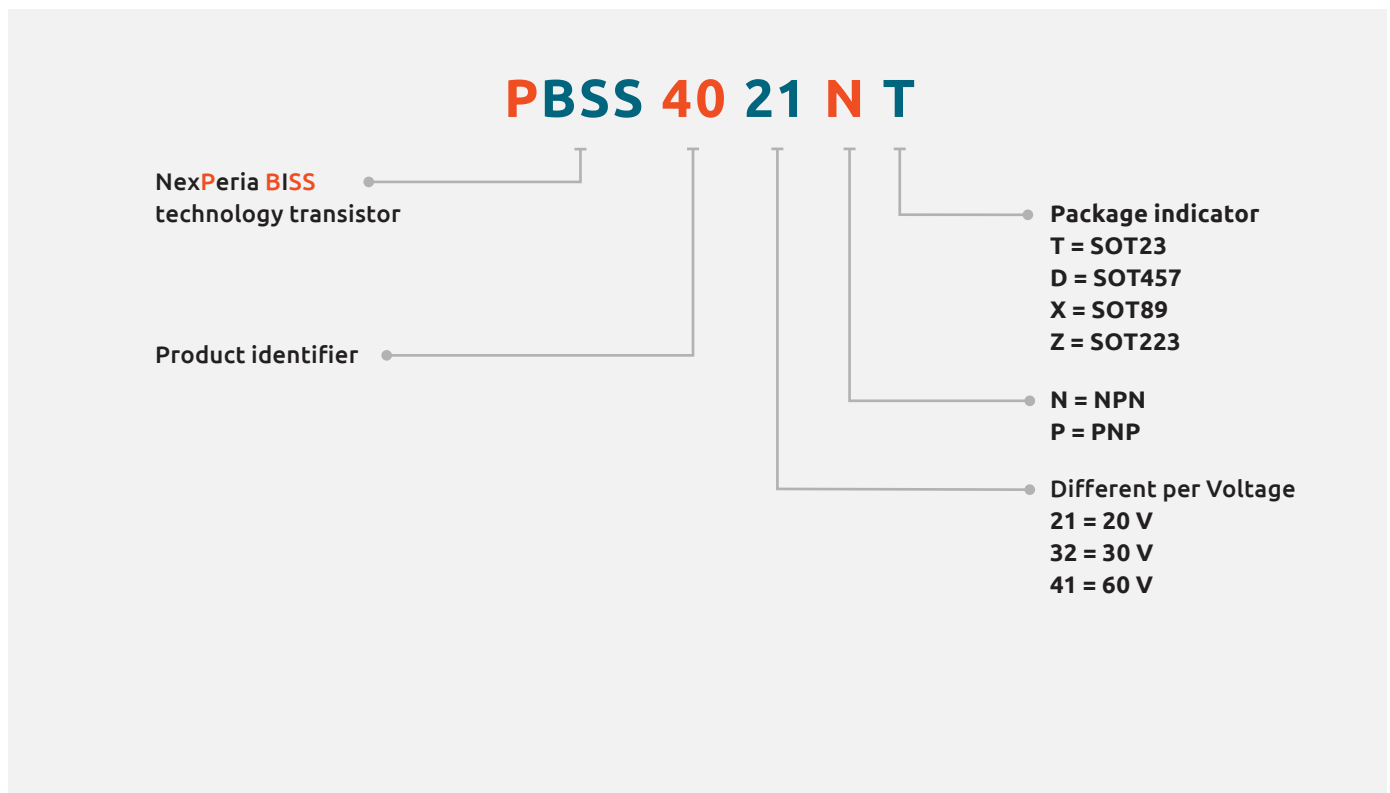 PBSS 40 21 N T
NexPeria BISS
technology transistor
Product identifier
Package indicator
T = SOT23
D = SOT457
X = SOT89
Z = SOT223
N = NPN
P = PNP
Different per Voltage
21 = 20 V
32 = 30 V
41 = 60 V